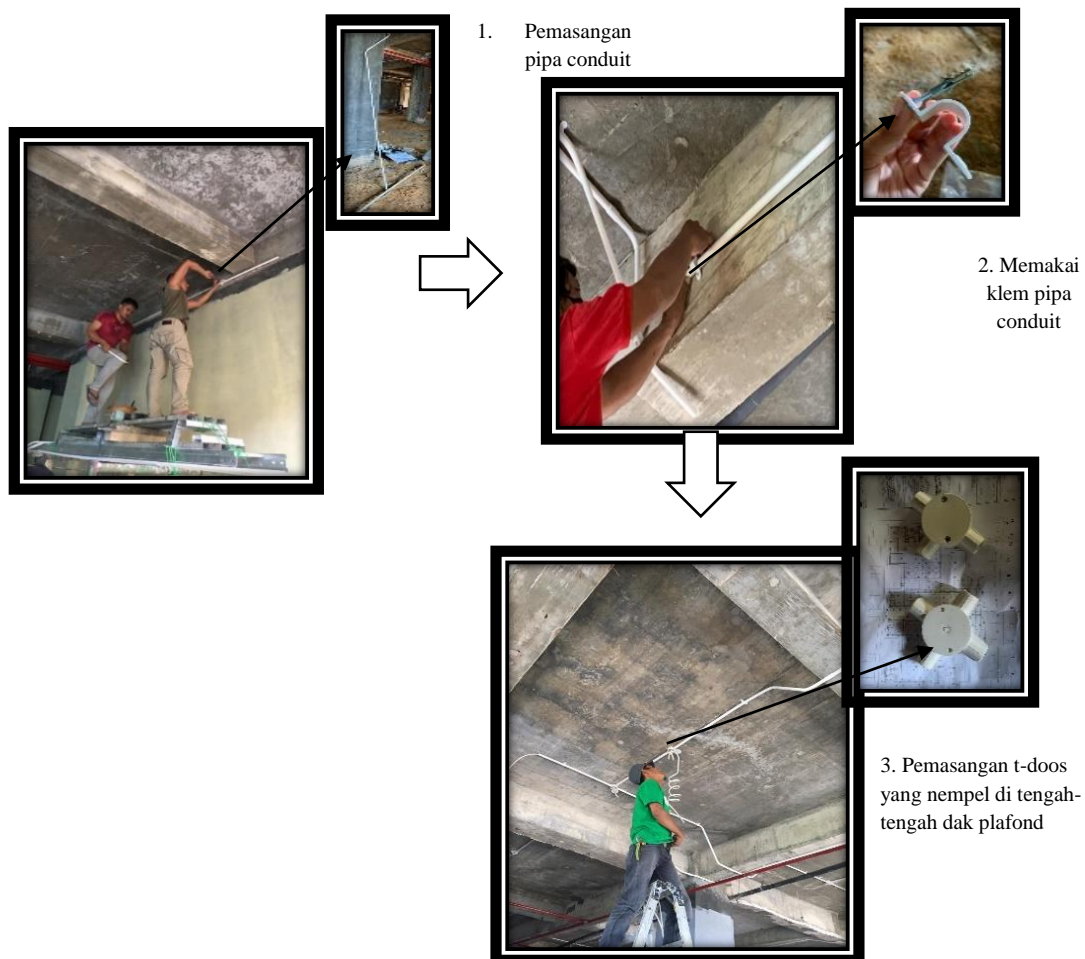 1. Pemasangan
pipa conduit
2. Memakai
klem pipa
conduit
3. Pemasangan t-doos
yang nempel di tengah-
tengah dak plafond